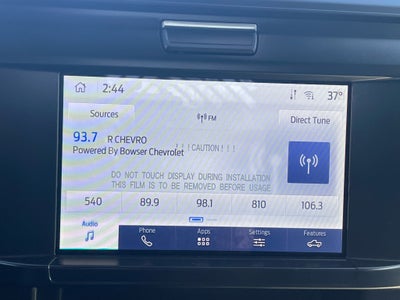 2:44
37°
Sources
FM
Direct Tune
93.7 R CHEVRO
Powered By Bowser Chevrolet
!!!CAUTION!!!
DO NOT TOUCH DISPLAY DURING INSTALLATION
THIS FILM IS TO BE REMOVED BEFORE USAGE
540 89.9 98.1 810 106.3
Audio Phone Apps Settings Features